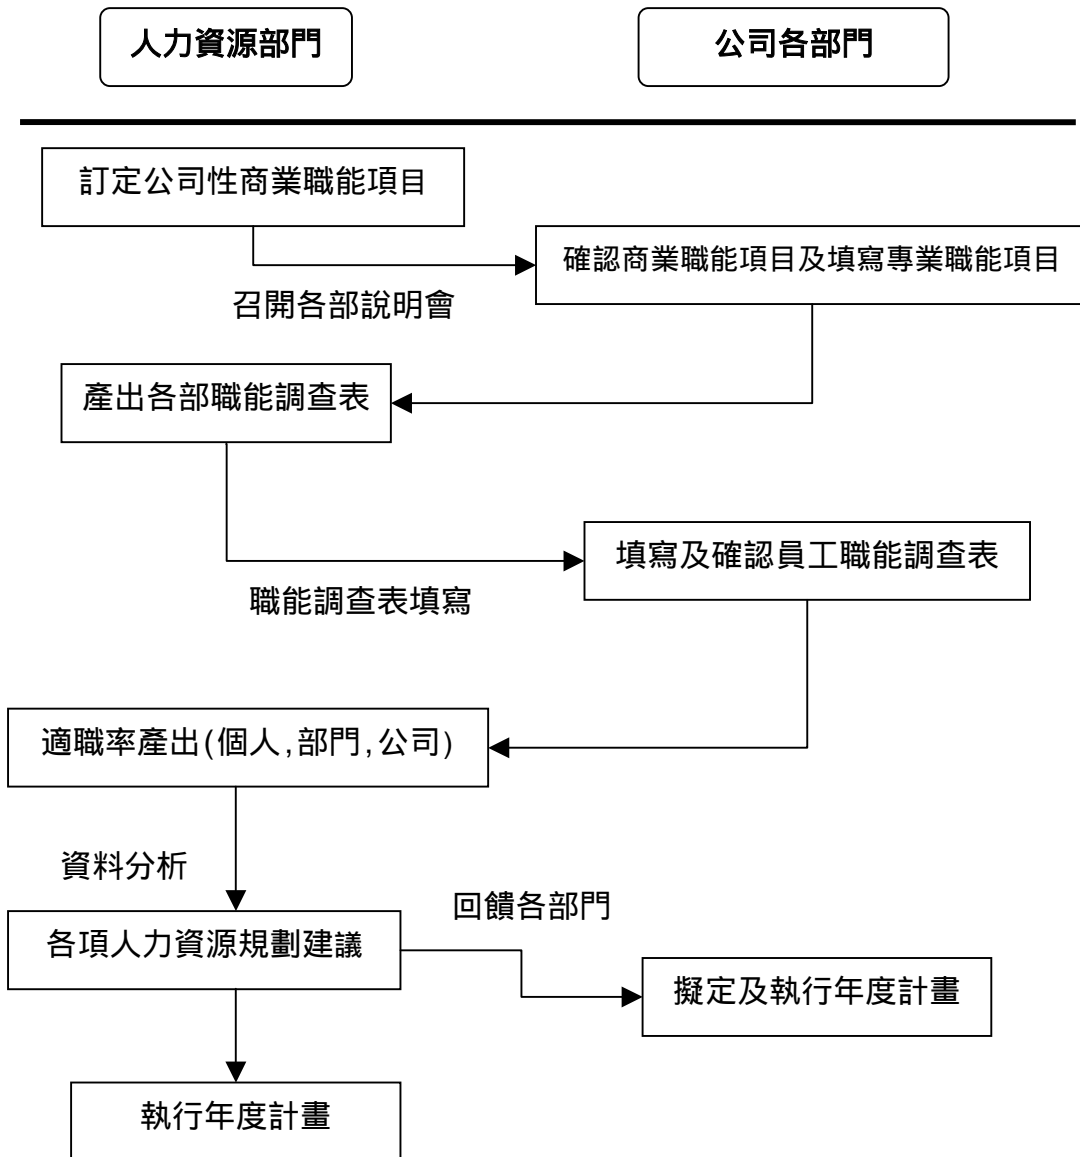 人力資源部門
公司各部門
訂定公司性商業職能項目
確認商業職能項目及填寫專業職能項目
召開各部說明會
產出各部職能調查表
填寫及確認員工職能調查表
職能調查表填寫
適職率產出(個人,部門,公司)
資料分析
回饋各部門
各項人力資源規劃建議
擬定及執行年度計畫
執行年度計畫